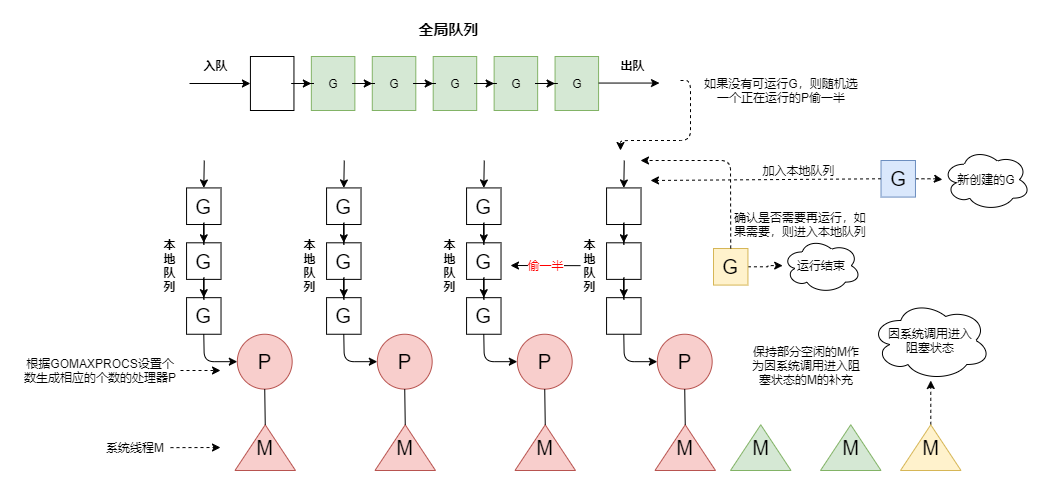 全局队列
入队
G
G
G
G
G
出队
如果没有可运行G，则随机选
一个正在运行的P偷一半
加入本地队列
G
新创建的G
确认是否需要再运行，如
果需要，则进入本地队列
G
运行结束
G
G
G
本地队列
G
G
G
本地队列
G
G
G
本地队列
偷一半
本地队列
根据GOMAXPROCS设置个
数生成相应的个数的处理器P
P
P
P
P
保持部分空闲的M作
为因系统调用进入阻
塞状态的M的补充
因系统调用进入
阻塞状态
系统线程M
M
M
M
M
M
M
M